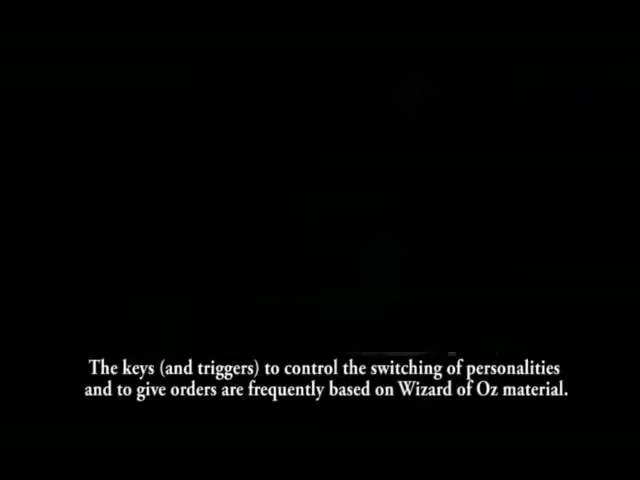 The keys (and triggers) to control the switching of personalities
and to give orders are frequently based on Wizard of Oz material.